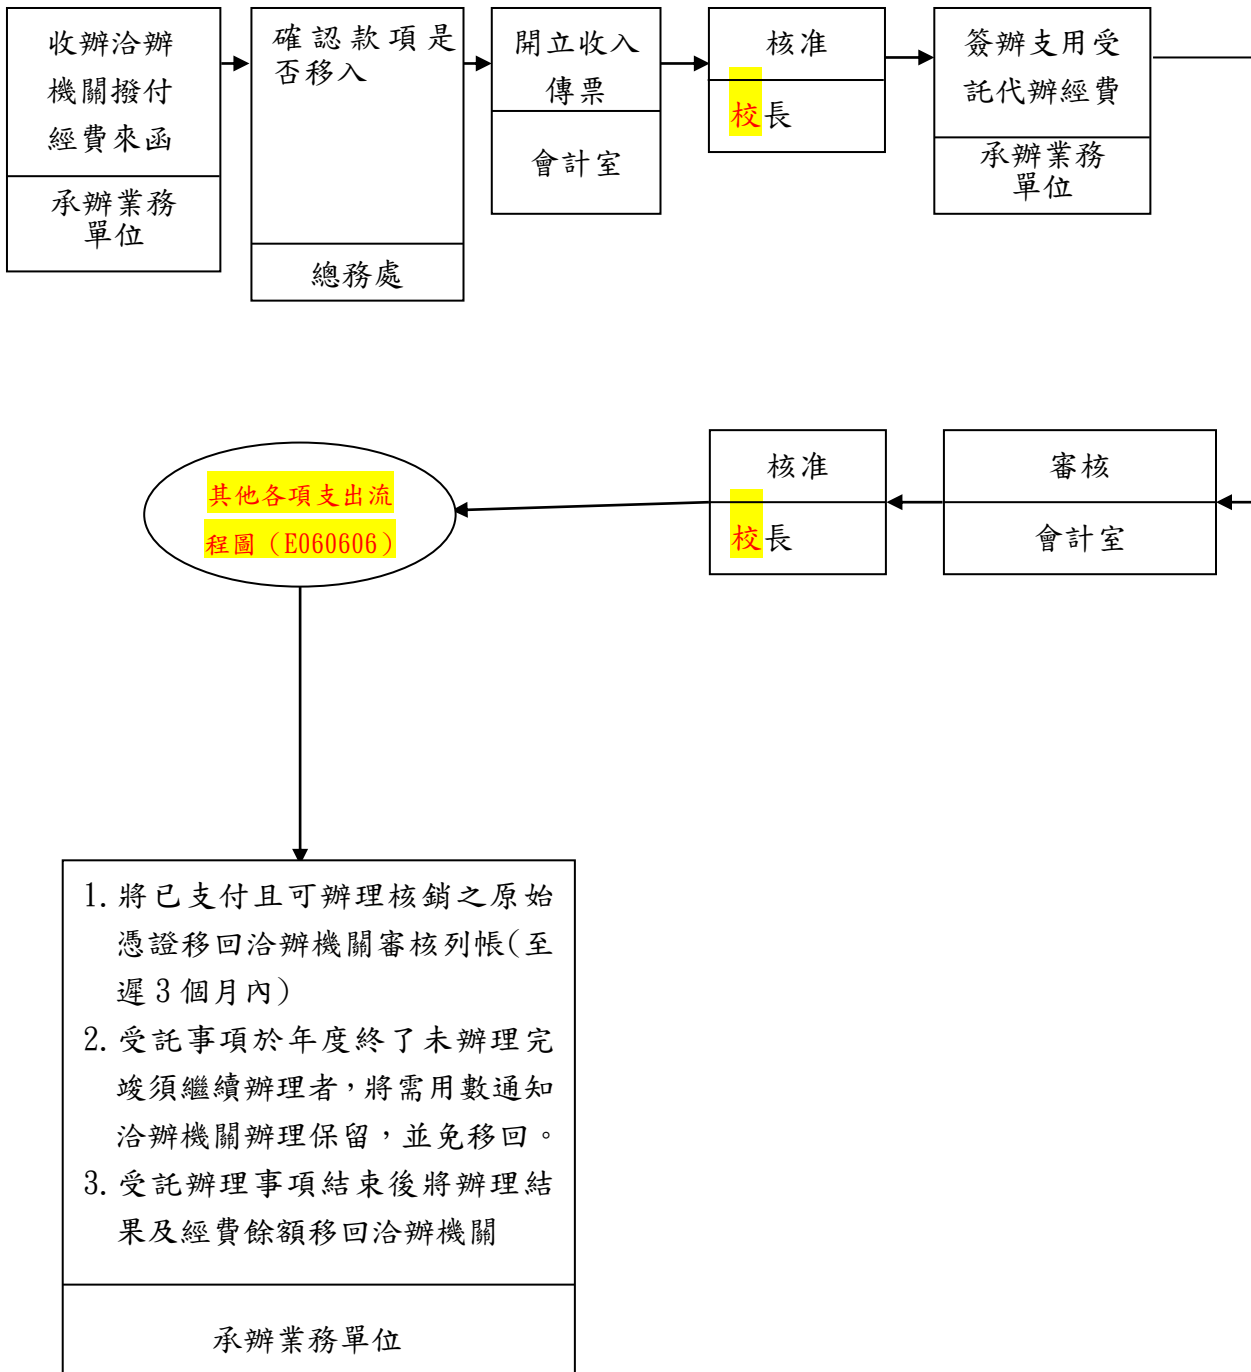 收辦洽辦
機關撥付
經費來函
承辦業務
單位
確認款項是
否移入
總務處
開立收入
傳票
會計室
核准
校長
簽辦支用受
託代辦經費
承辦業務
單位
審核
會計室
核准
校長
其他各項支出流
程圖（E060606）
1. 將已支付且可辦理核銷之原始
憑證移回洽辦機關審核列帳(至
遲 3 個月內)
2. 受託事項於年度終了未辦理完
竣須繼續辦理者，將需用數通知
洽辦機關辦理保留，並免移回。
3. 受託辦理事項結束後將辦理結
果及經費餘額移回洽辦機關
承辦業務單位